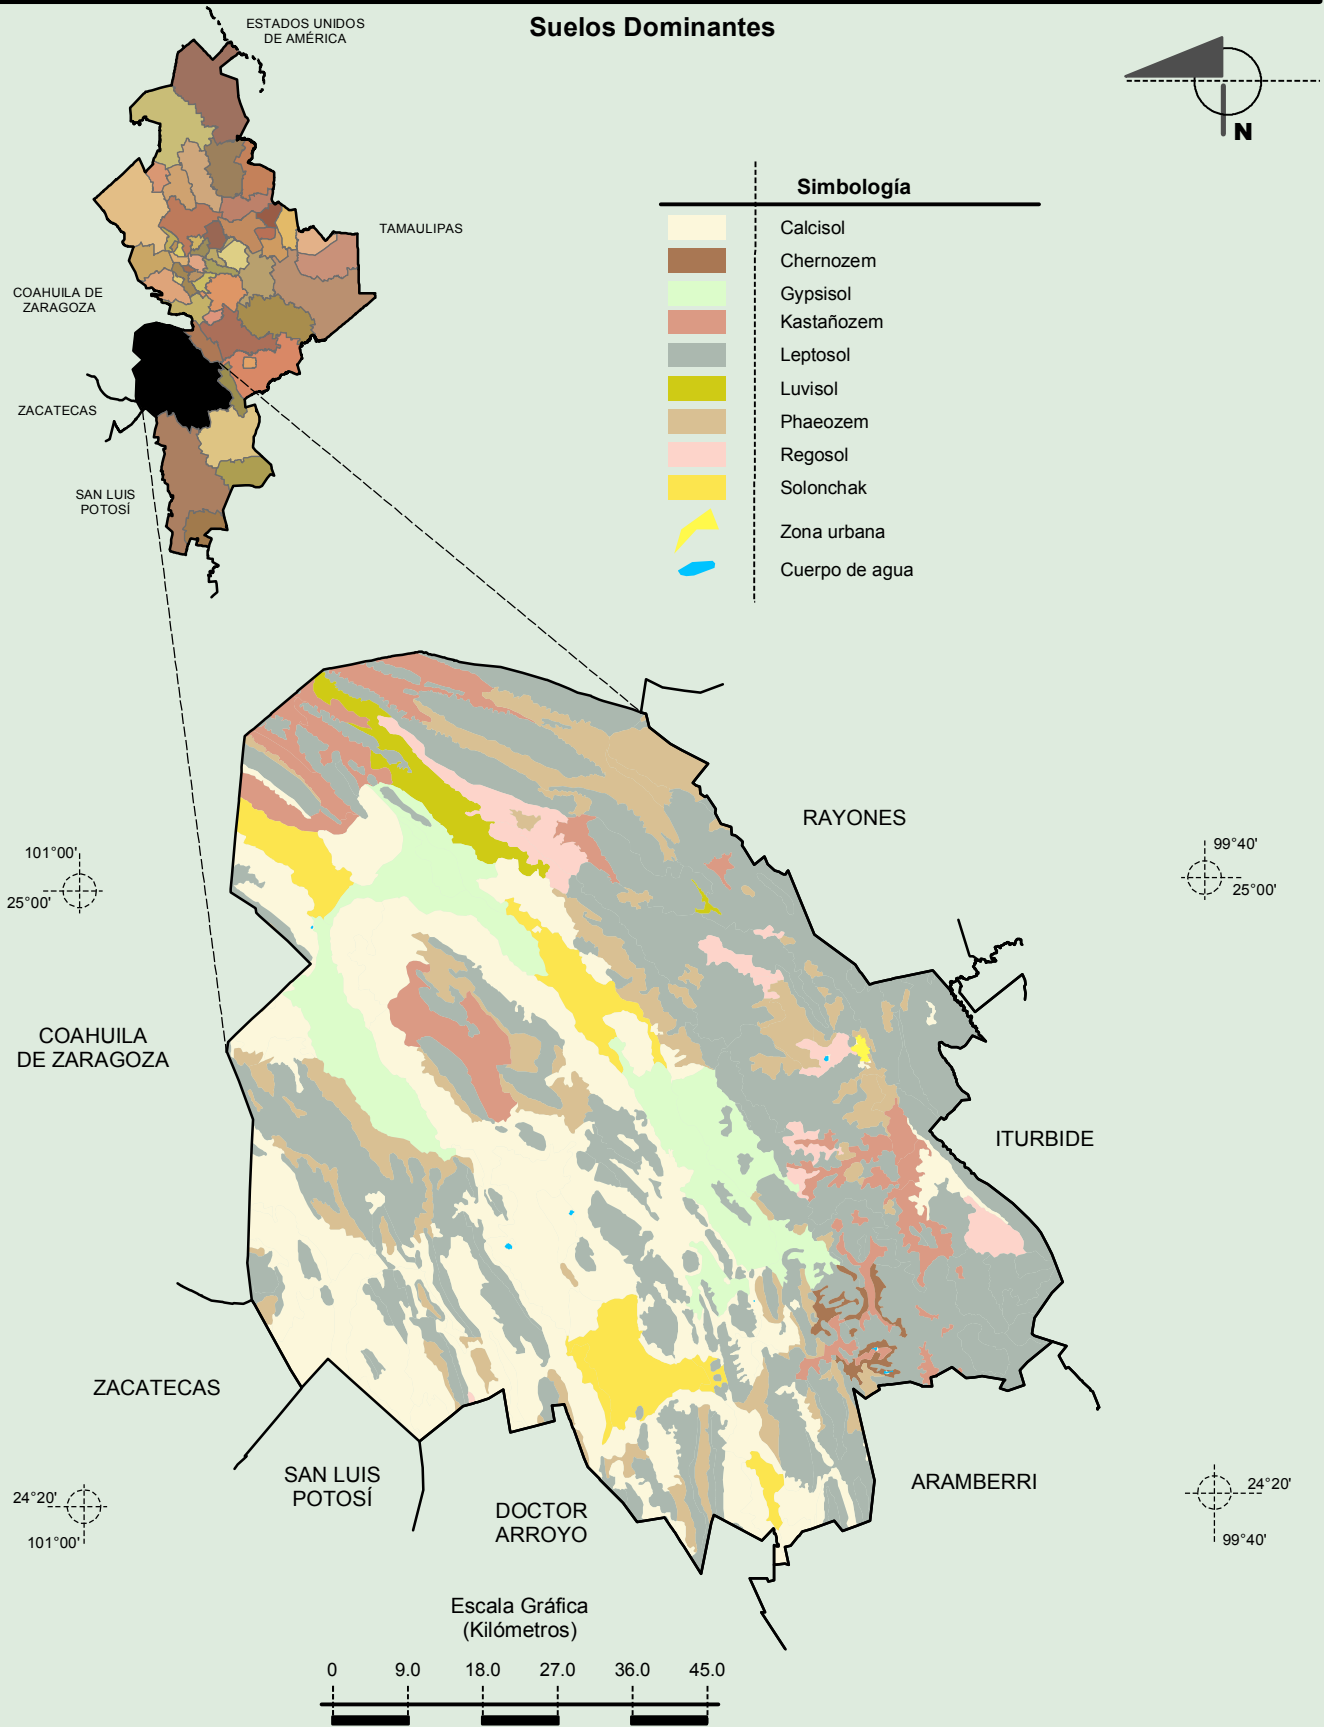 Suelos Dominantes
ESTADOS UNIDOS
DE AMÉRICA
N
TAMAULIPAS
COAHUILA DE
ZARAGOZA
ZACATECAS
SAN LUIS
POTOSÍ
Simbología
Calcisol
Chernozem
Gypsisol
Kastañozem
Leptosol
Luvisol
Phaeozem
Regosol
Solonchak
Zona urbana
Cuerpo de agua
RAYONES
101°00'
25°00'
99°40'
25°00'
COAHUILA
DE ZARAGOZA
ITURBIDE
ZACATECAS
SAN LUIS
POTOSÍ
DOCTOR
ARROYO
ARAMBERRI
24°20'
101°00'
24°20'
99°40'
Escala Gráfica
(Kilómetros)
0 9.0 18.0 27.0 36.0 45.0